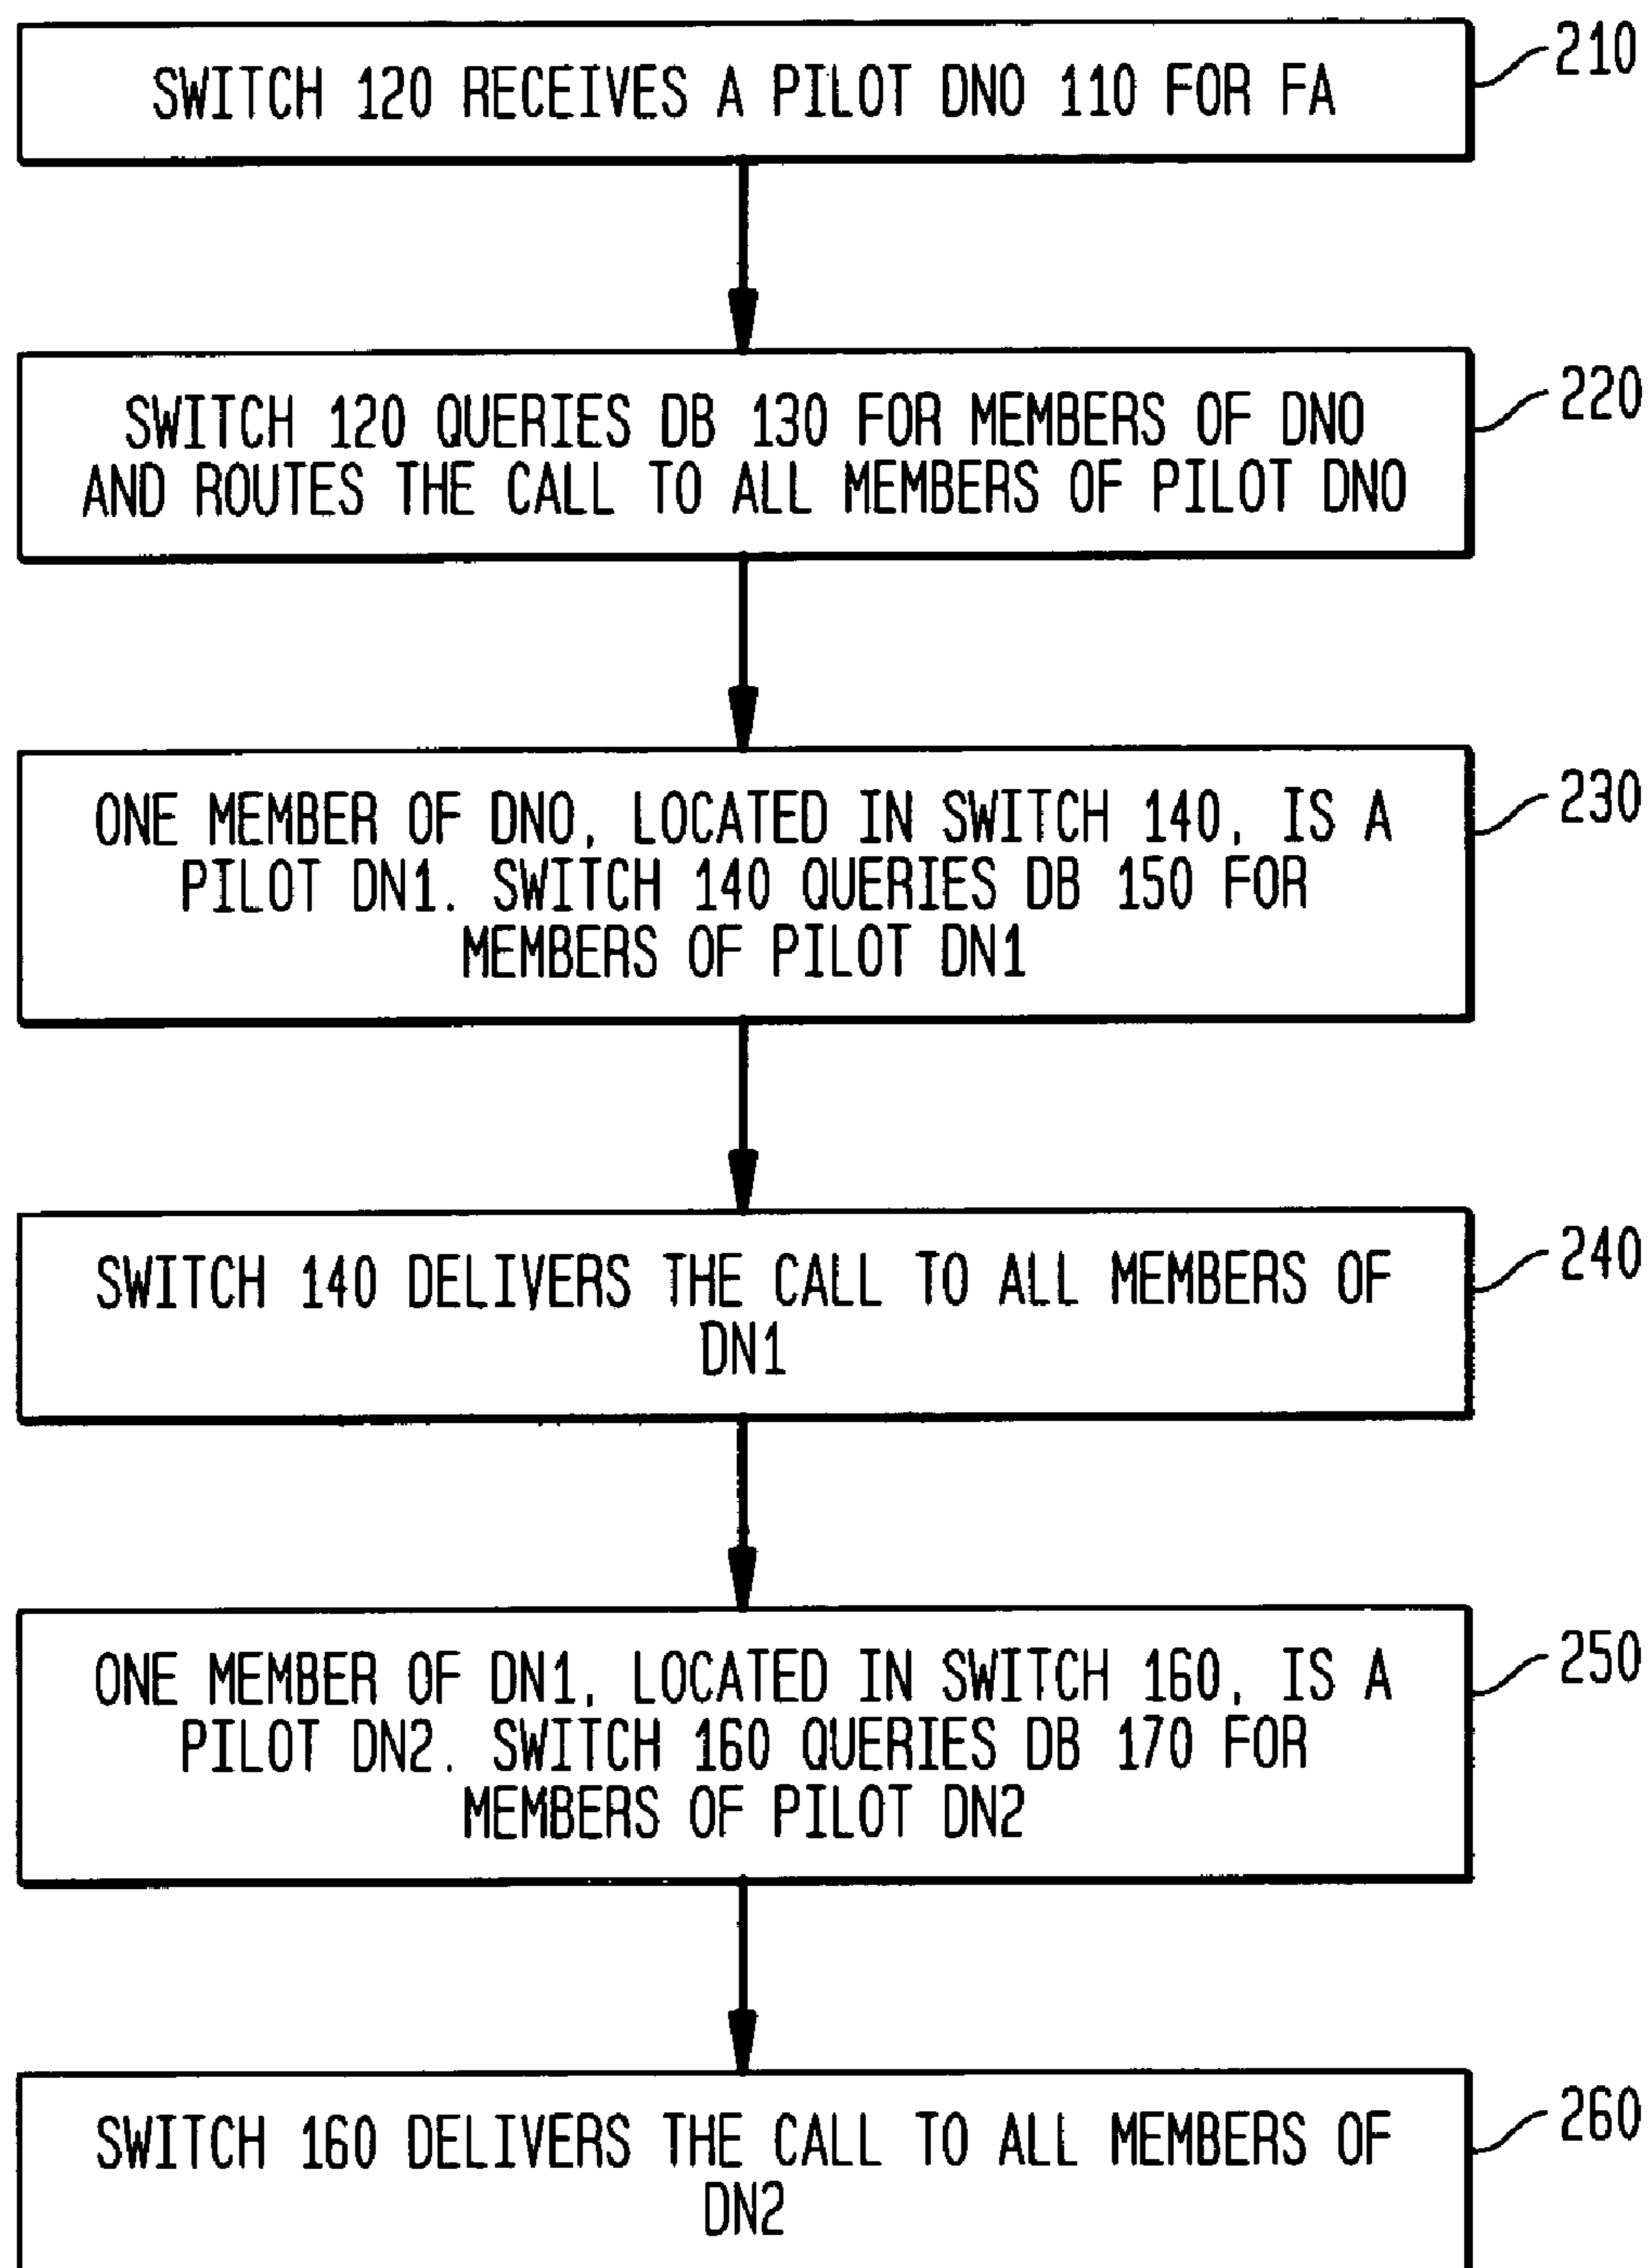 SWITCH 120 RECEIVES A PILOT DN0 110 FOR FA
210
SWITCH 120 QUERIES DB 130 FOR MEMBERS OF DN0
AND ROUTES THE CALL TO ALL MEMBERS OF PILOT DN0
220
ONE MEMBER OF DN0, LOCATED IN SWITCH 140, IS A
PILOT DN1. SWITCH 140 QUERIES DB 150 FOR
MEMBERS OF PILOT DN1
230
SWITCH 140 DELIVERS THE CALL TO ALL MEMBERS OF
DN1
240
ONE MEMBER OF DN1, LOCATED IN SWITCH 160, IS A
PILOT DN2. SWITCH 160 QUERIES DB 170 FOR
MEMBERS OF PILOT DN2
250
SWITCH 160 DELIVERS THE CALL TO ALL MEMBERS OF
DN2
260